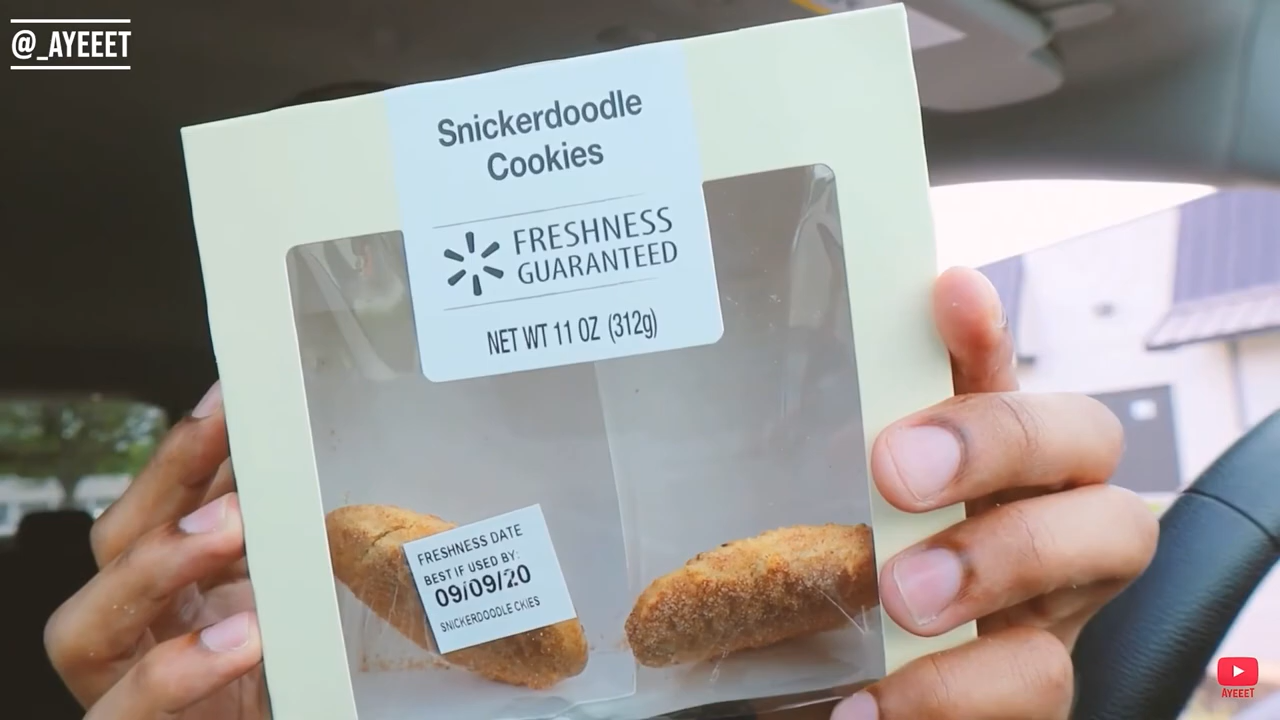 @_AYEEET
Snickerdoodle
Cookies
FRESHNESS
GUARANTEED
NET WT 11 OZ (312g)
FRESHNESS DATE
BEST IF USED BY:
09/09/20
SNICKERDOODLE CKIES
AYEEET